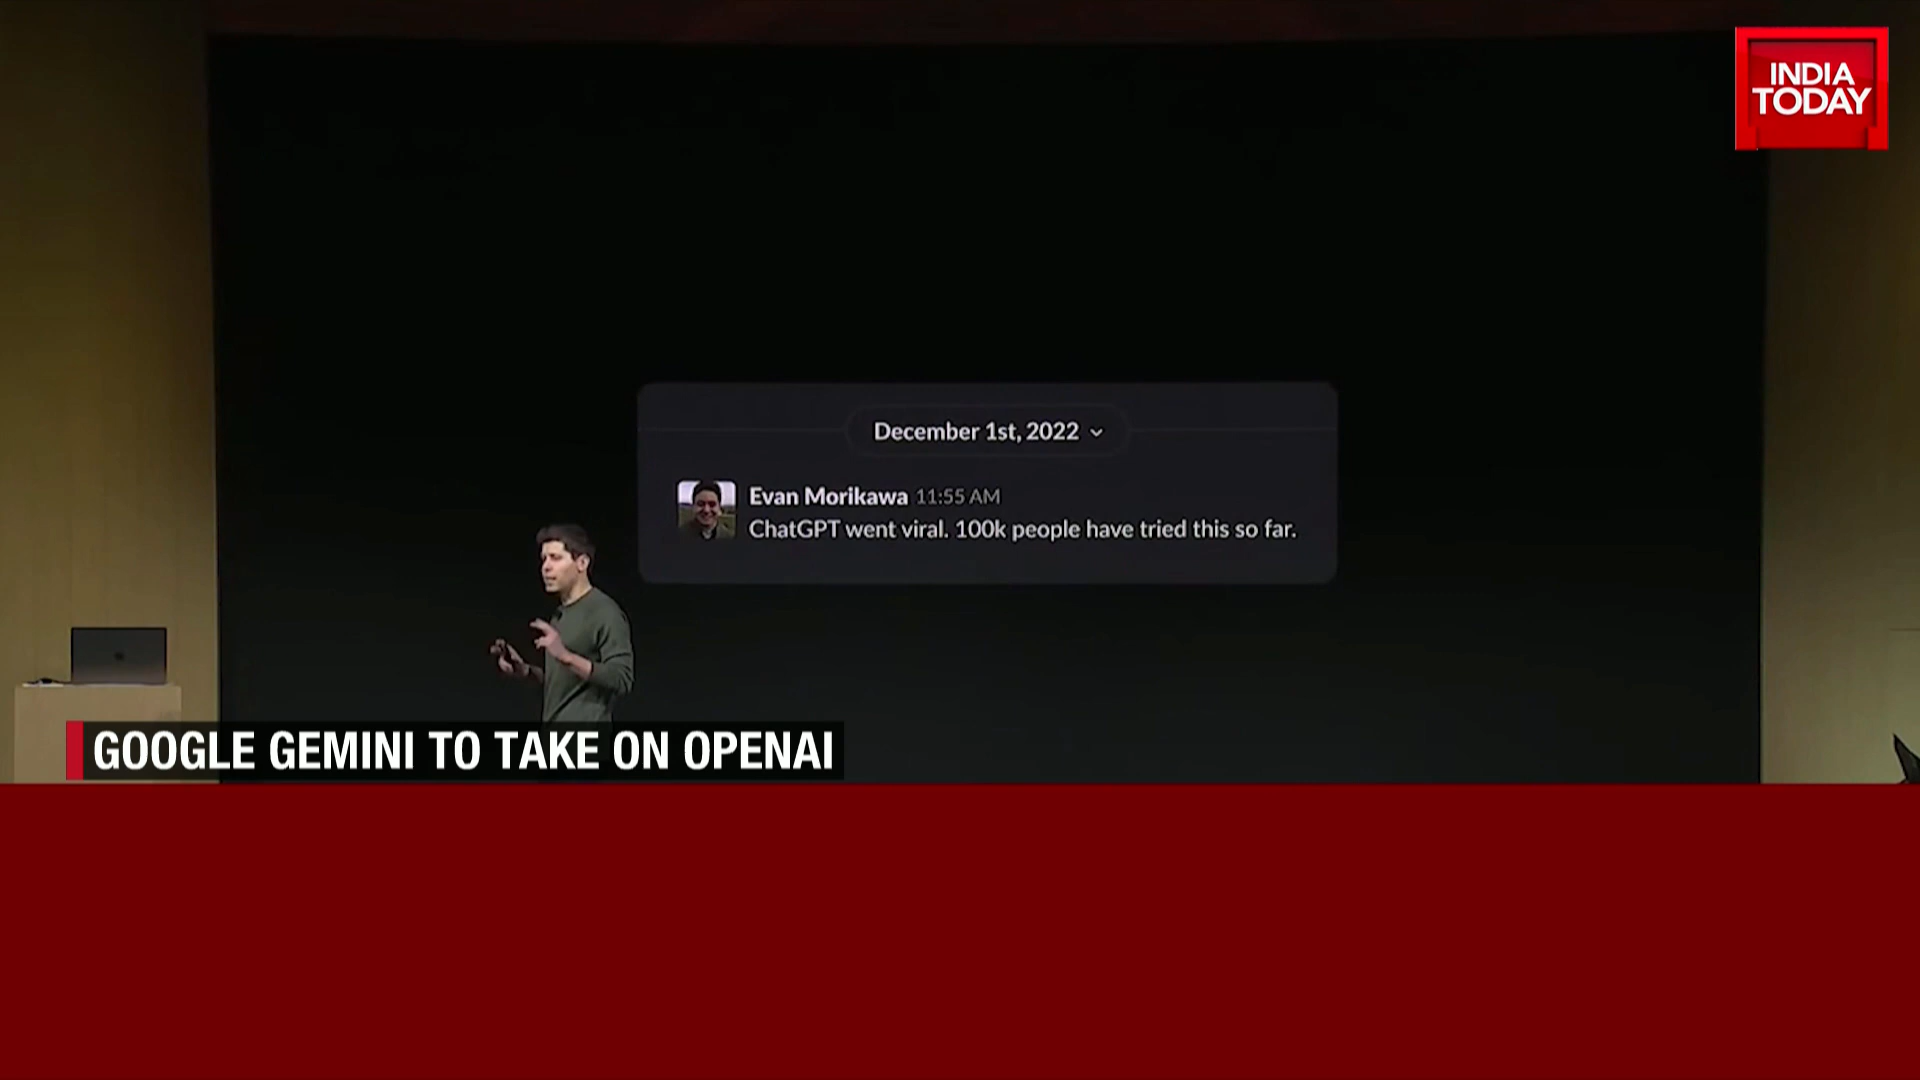 INDIA
TODAY
December 1st, 2022
Evan Morikawa 11:55 AM
ChatGPT went viral. 100k people have tried this so far.
GOOGLE GEMINI TO TAKE ON OPENAI